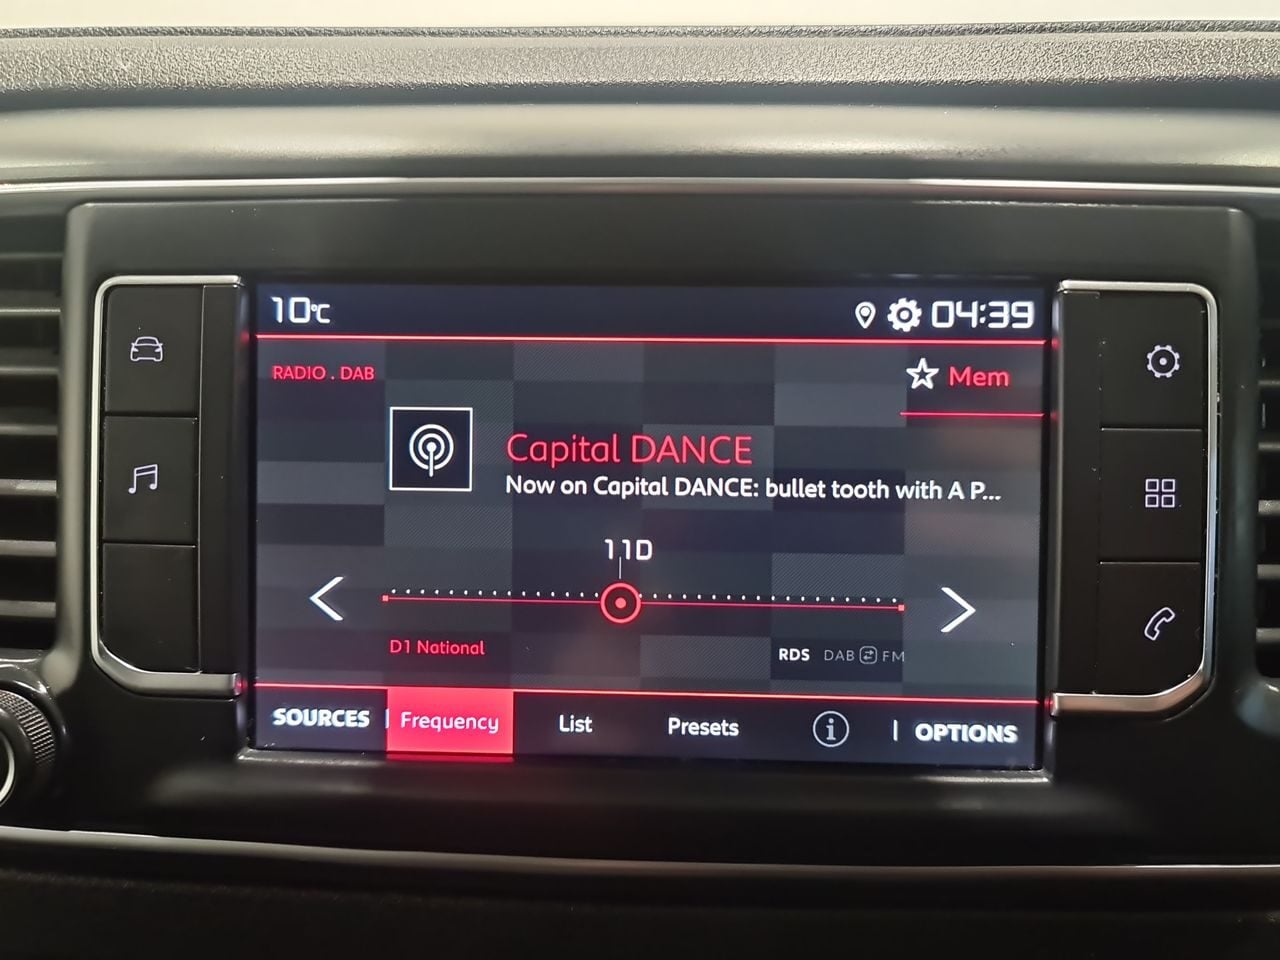 10°C
04:39
RADIO . DAB
Mem
Capital DANCE
Now on Capital DANCE: bullet tooth with A P...
11D
D1 National
RDS DAB FM
SOURCES Frequency List Presets i OPTIONS